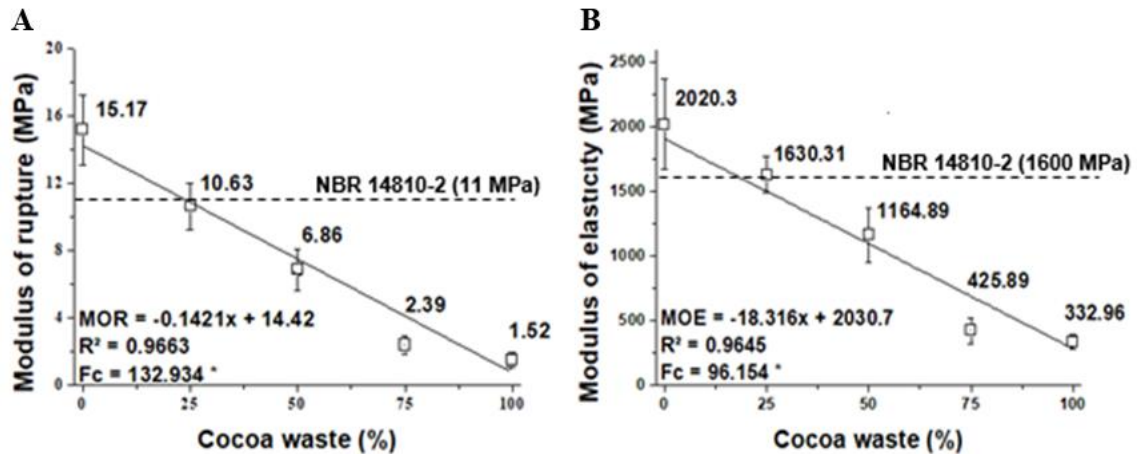 A
Modulus of rupture (MPa)
20
16
12
8
4
0
15.17
10.63
NBR 14810-2 (11 MPa)
6.86
2.39
1.52
MOR = -0.1421x + 14.42
R² = 0.9663
Fc = 132.934 *
0 25 50 75 100
Cocoa waste (%)
B
Modulus of elasticity (MPa)
2500
2000
1500
1000
500
0
2020.3
1630.31
NBR 14810-2 (1600 MPa)
1164.89
425.89
332.96
MOE = -18.316x + 2030.7
R² = 0.9645
Fc = 96.154 *
0 25 50 75 100
Cocoa waste (%)